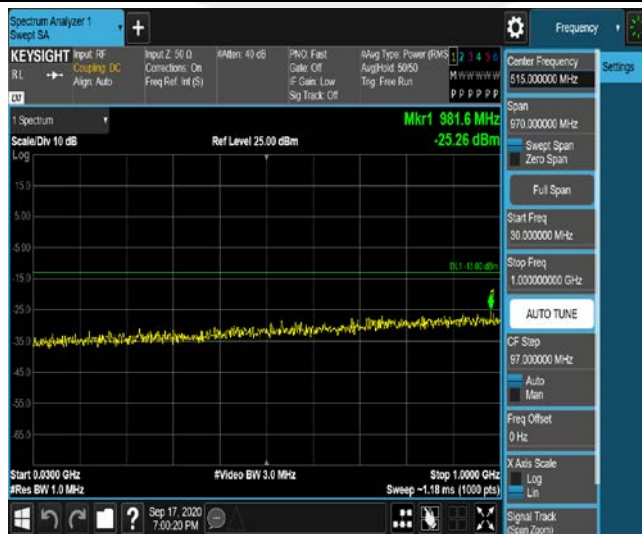 Spectrum Analyzer 1
Swept SA
+
Frequency
KEYSIGHT
RL
Input: RF
Coupling: DC
Align: Auto
Input Z: 50 Ω
Corrections: On
Freq Ref: Int (S)
#Atten: 40 dB
PNO: Fast
Gate: Off
IF Gain: Low
Sig Track: Off
#Avg Type: Power (RMS
Avg|Hold: 50/50
Trig: Free Run
1 2 3 4 5 6
M W W W W W
P P P P P P
LXI
1 Spectrum
Scale/Div 10 dB
Log
Ref Level 25.00 dBm
Mkr1 981.6 MHz
-25.26 dBm
15.0
5.00
-5.00
DL1 -13.00 dBm
-15.0
-25.0
-35.0
-45.0
-55.0
-65.0
Start 0.0300 GHz
#Res BW 1.0 MHz
#Video BW 3.0 MHz
Stop 1.0000 GHz
Sweep ~1.18 ms (1000 pts)
Center Frequency
515.000000 MHz
Settings
Span
970.000000 MHz
Swept Span
Zero Span
Full Span
Start Freq
30.000000 MHz
Stop Freq
1.000000000 GHz
AUTO TUNE
CF Step
97.000000 MHz
Auto
Man
Freq Offset
0 Hz
X Axis Scale
Log
Lin
Signal Track
(Span Zoom)
?
Sep 17, 2020
7:00:20 PM